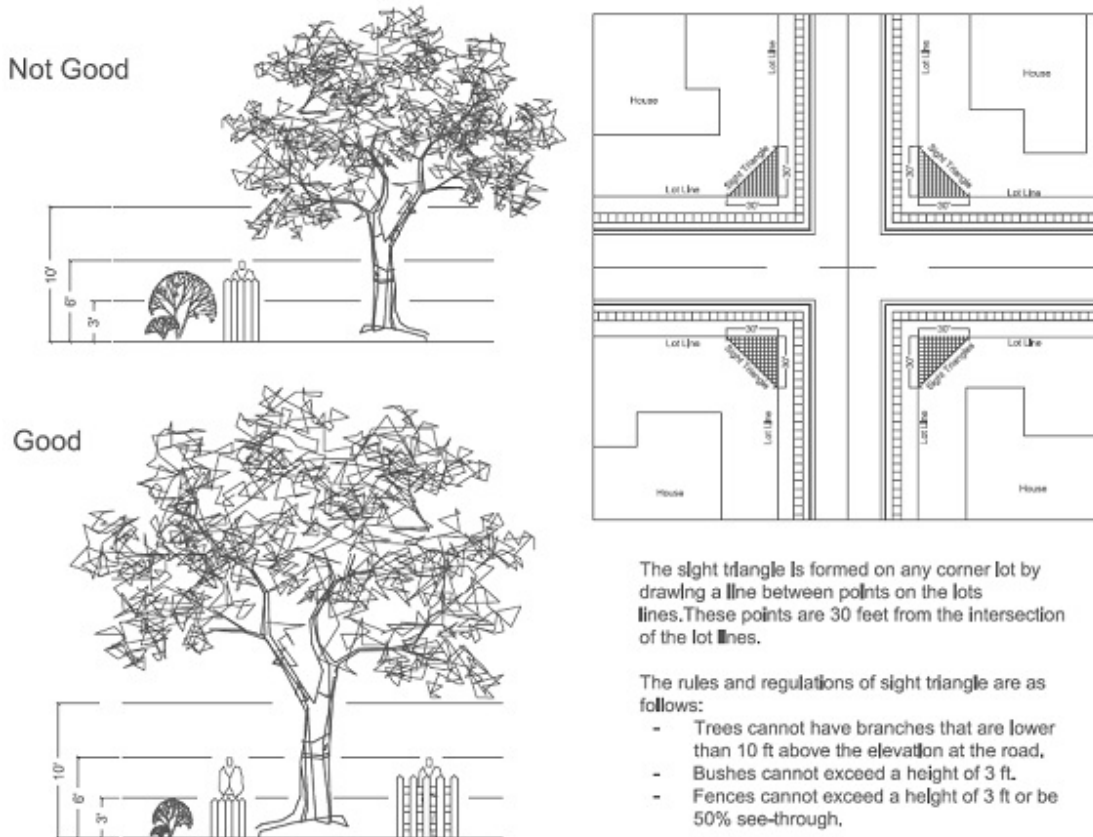 Not Good
10'
6'
3'
Good
10'
6'
3'
House
Lot Line
Lot Line
House
Sight Triangle
30'
30'
Lot Line
Sight Triangle
30'
30'
Lot Line
30'
30'
Lot Line
Sight Triangle
Lot Line
House
30'
30'
Lot Line
Sight Triangles
Lot Line
House
The sight triangle is formed on any corner lot by
drawing a line between points on the lots
lines.These points are 30 feet from the intersection
of the lot lines.
The rules and regulations of sight triangle are as
follows:
- Trees cannot have branches that are lower
than 10 ft above the elevation at the road.
- Bushes cannot exceed a height of 3 ft.
- Fences cannot exceed a height of 3 ft or be
50% see-through.